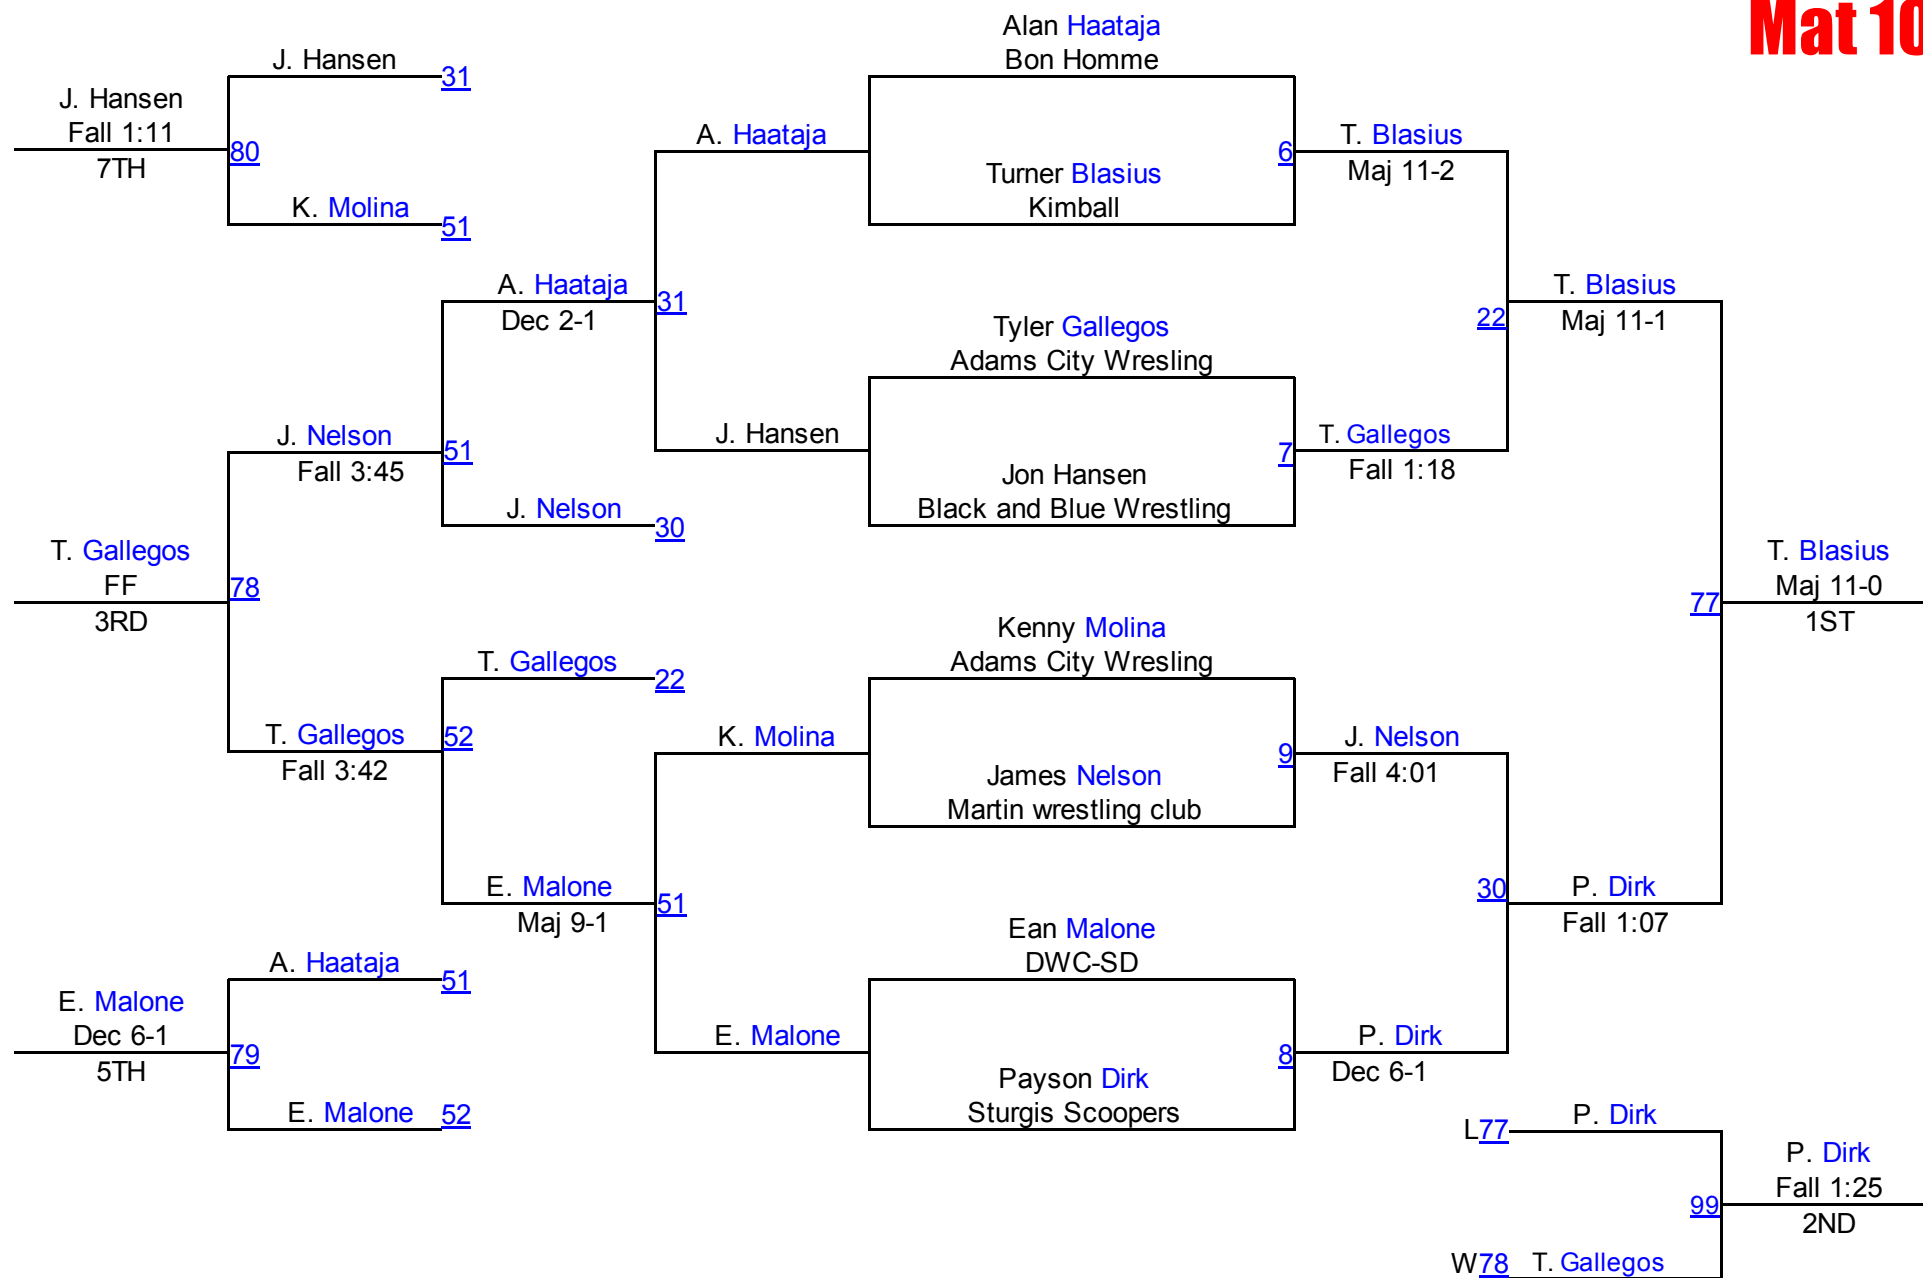 Mat 10
Alan Haataja
Bon Homme
J. Hansen
31
J. Hansen
Fall 1:11
7TH
80
K. Molina
51
A. Haataja
Turner Blasius
Kimball
6
T. Blasius
Maj 11-2
A. Haataja
Dec 2-1
31
Tyler Gallegos
Adams City Wresling
22
T. Blasius
Maj 11-1
J. Nelson
Fall 3:45
51
J. Hansen
Jon Hansen
Black and Blue Wrestling
7
T. Gallegos
Fall 1:18
J. Nelson
30
T. Gallegos
FF
3RD
78
77
T. Blasius
Maj 11-0
1ST
Kenny Molina
Adams City Wresling
T. Gallegos
22
T. Gallegos
Fall 3:42
52
K. Molina
James Nelson
Martin wrestling club
9
J. Nelson
Fall 4:01
E. Malone
Maj 9-1
51
Ean Malone
DWC-SD
30
P. Dirk
Fall 1:07
A. Haataja
51
E. Malone
Dec 6-1
5TH
79
E. Malone
52
E. Malone
Payson Dirk
Sturgis Scoopers
8
P. Dirk
Dec 6-1
L77
P. Dirk
P. Dirk
Fall 1:25
2ND
99
W78
T. Gallegos